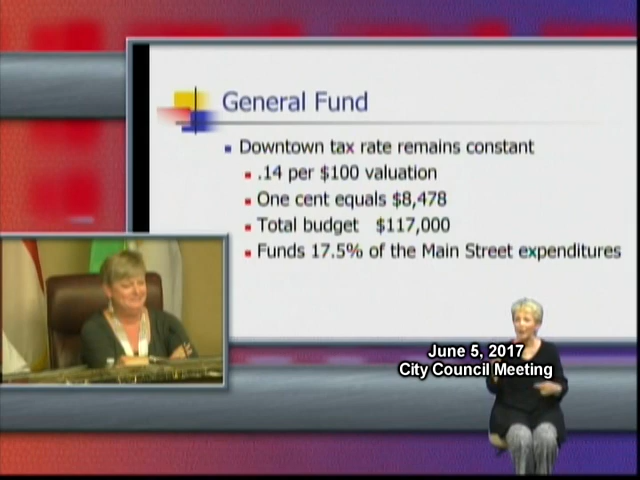 General Fund
Downtown tax rate remains constant
.14 per $100 valuation
One cent equals $8,478
Total budget $117,000
Funds 17.5% of the Main Street expenditures
June 5, 2017
City Council Meeting